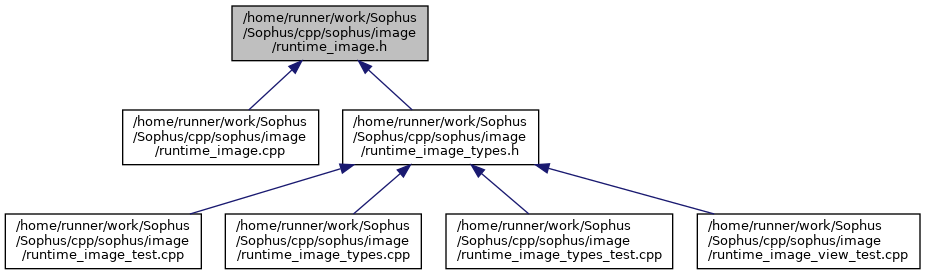 /home/runner/work/Sophus
/Sophus/cpp/sophus/image
/runtime_image.h
/home/runner/work/Sophus
/Sophus/cpp/sophus/image
/runtime_image.cpp
/home/runner/work/Sophus
/Sophus/cpp/sophus/image
/runtime_image_types.h
/home/runner/work/Sophus
/Sophus/cpp/sophus/image
/runtime_image_test.cpp
/home/runner/work/Sophus
/Sophus/cpp/sophus/image
/runtime_image_types.cpp
/home/runner/work/Sophus
/Sophus/cpp/sophus/image
/runtime_image_types_test.cpp
/home/runner/work/Sophus
/Sophus/cpp/sophus/image
/runtime_image_view_test.cpp